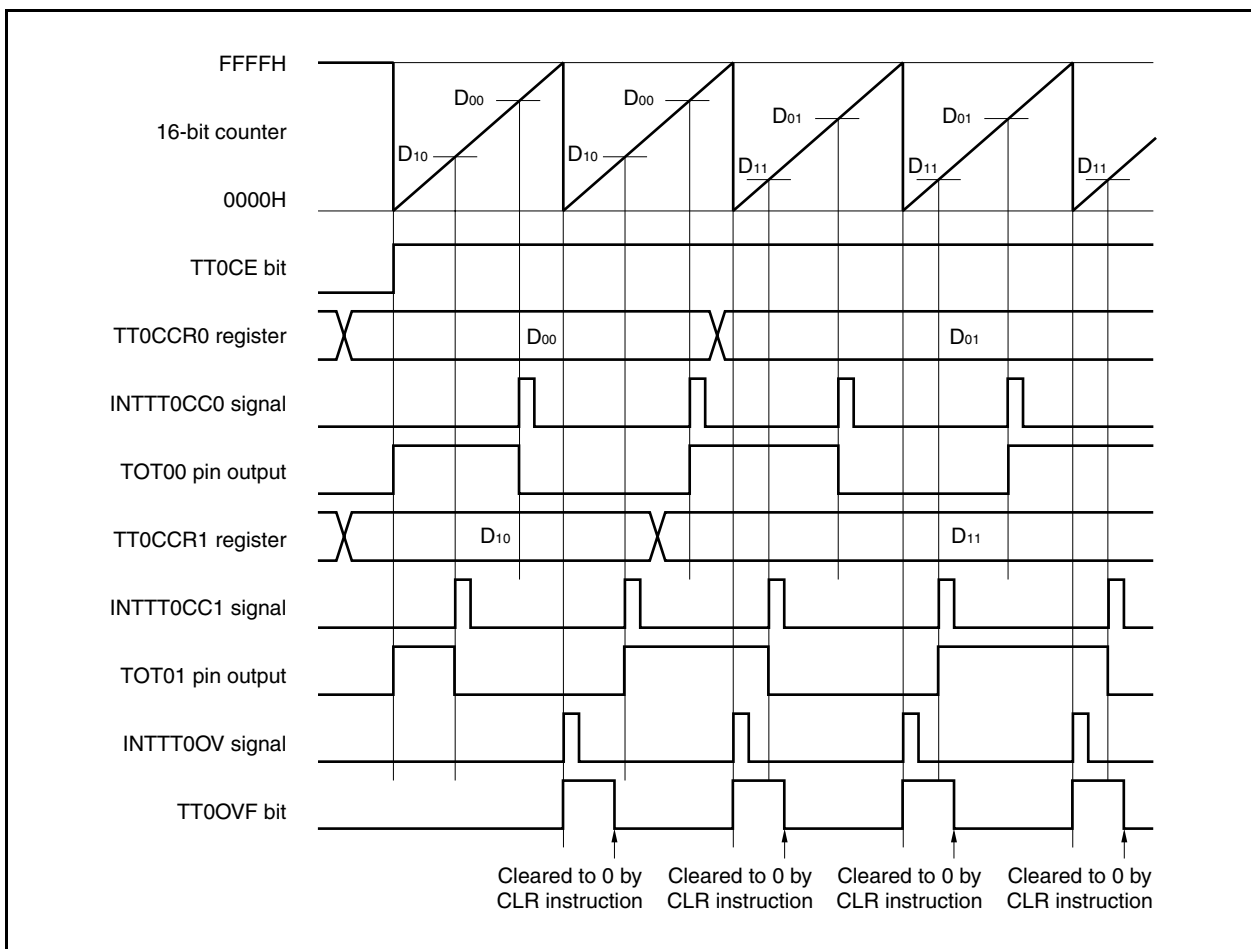 FFFFH
D00
D00
D01
D01
16-bit counter
D10
D10
D11
D11
D11
0000H
TT0CE bit
TT0CCR0 register
D00
D01
INTTT0CC0 signal
TOT00 pin output
TT0CCR1 register
D10
D11
INTTT0CC1 signal
TOT01 pin output
INTTT0OV signal
TT0OVF bit
Cleared to 0 by
CLR instruction
Cleared to 0 by
CLR instruction
Cleared to 0 by
CLR instruction
Cleared to 0 by
CLR instruction